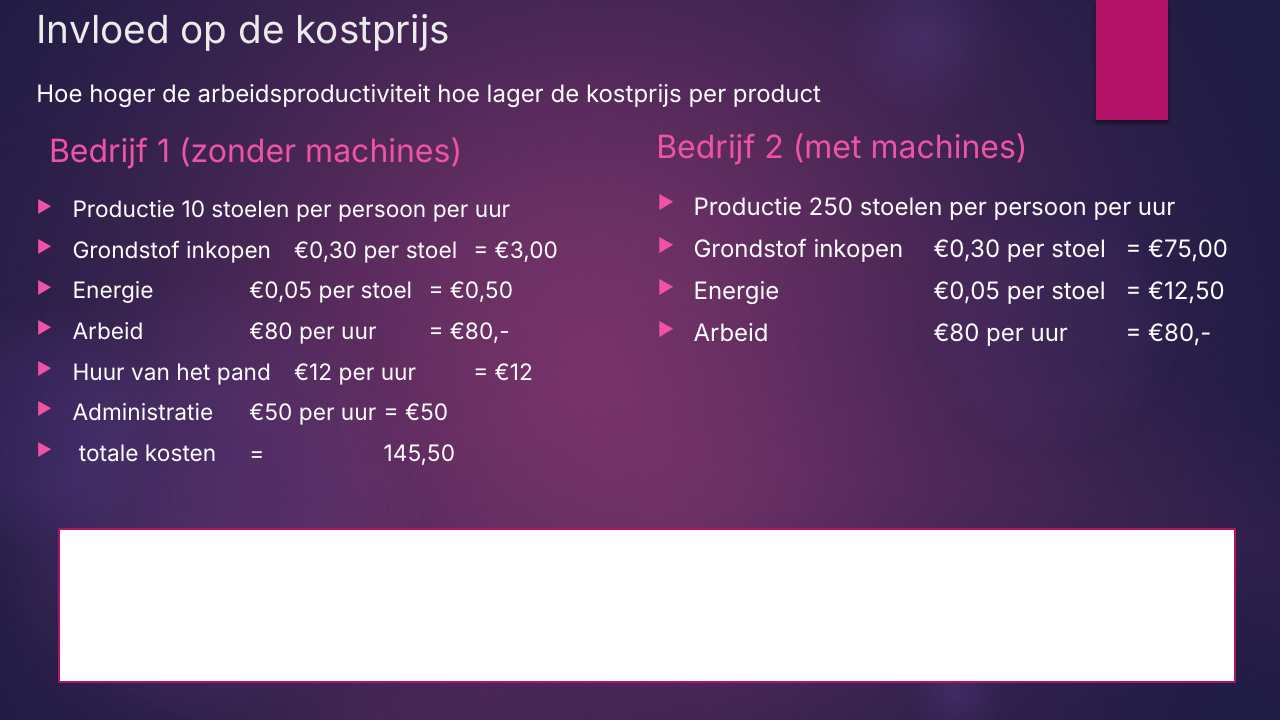 Invloed op de kostprijs
Hoe hoger de arbeidsproductiviteit hoe lager de kostprijs per product
Bedrijf 1 (zonder machines)
Productie 10 stoelen per persoon per uur
Grondstof inkopen €0,30 per stoel = €3,00
Energie €0,05 per stoel = €0,50
Arbeid €80 per uur = €80,-
Huur van het pand €12 per uur = €12
Administratie €50 per uur = €50
totale kosten = 145,50
Bedrijf 2 (met machines)
Productie 250 stoelen per persoon per uur
Grondstof inkopen €0,30 per stoel = €75,00
Energie €0,05 per stoel = €12,50
Arbeid €80 per uur = €80,-